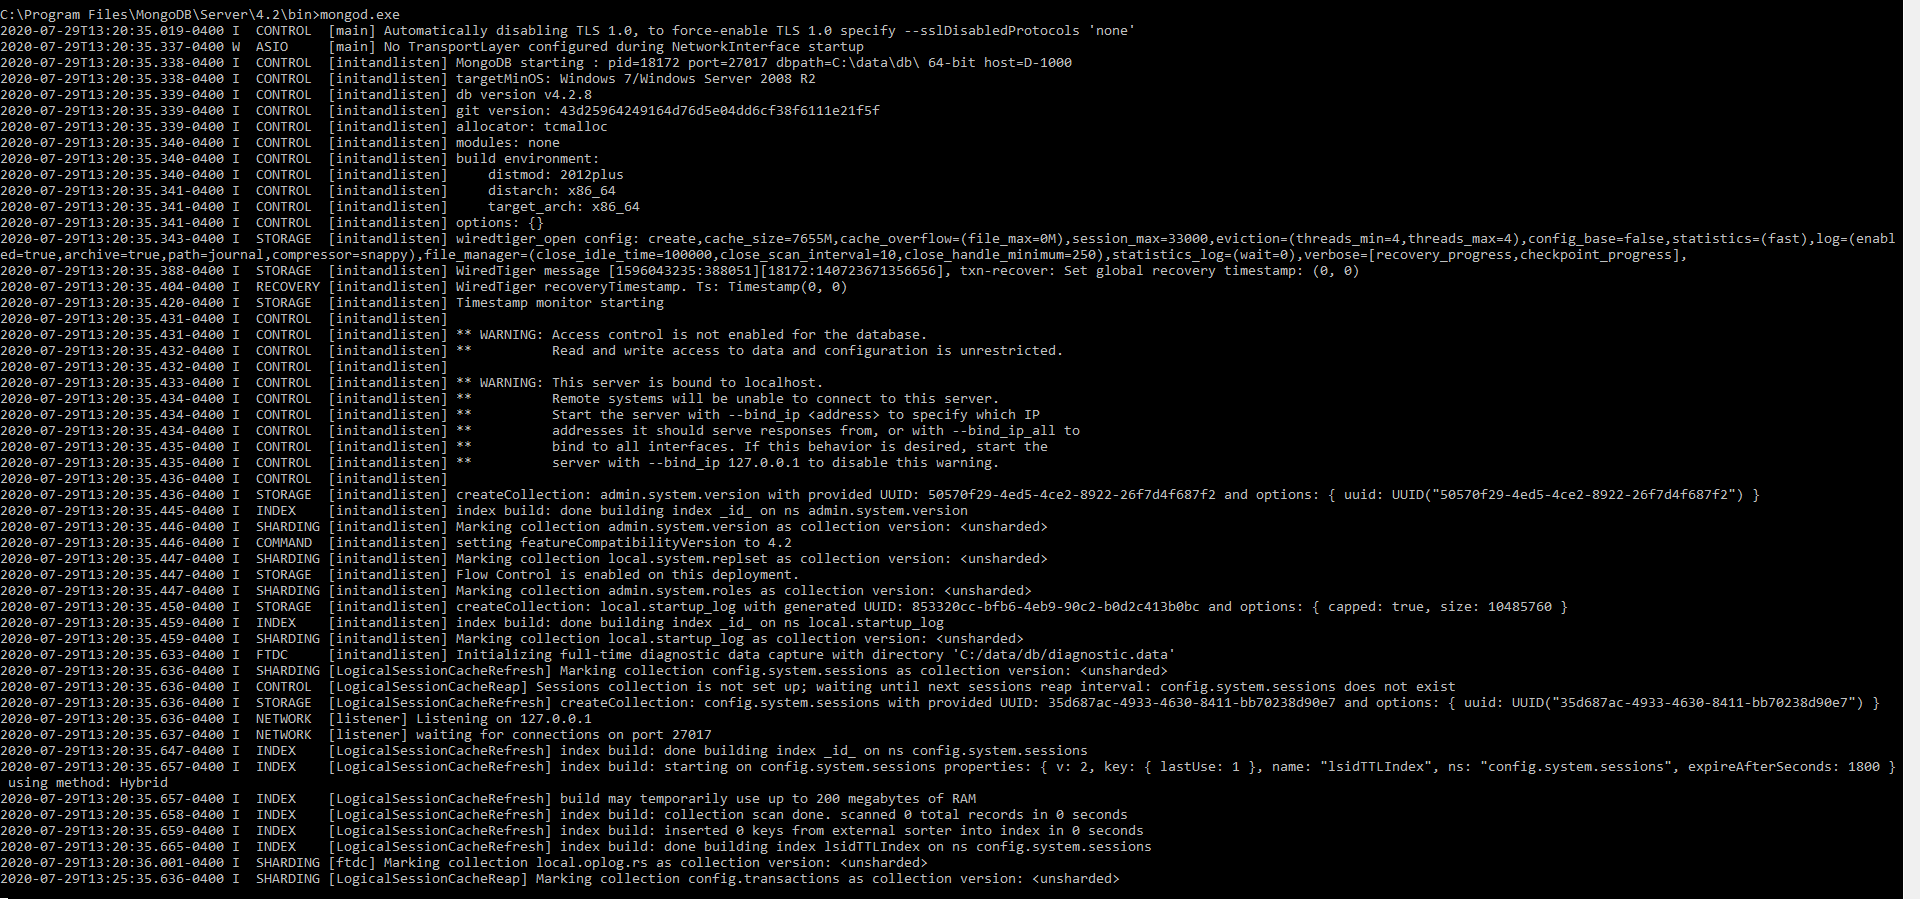 C:\Program Files\MongoDB\Server\4.2\bin>mongod.exe
2020-07-29T13:20:35.019-0400 I  CONTROL  [main] Automatically disabling TLS 1.0, to force-enable TLS 1.0 specify --sslDisabledProtocols 'none'
2020-07-29T13:20:35.337-0400 W  ASIO     [main] No TransportLayer configured during NetworkInterface startup
2020-07-29T13:20:35.338-0400 I  CONTROL  [initandlisten] MongoDB starting : pid=18172 port=27017 dbpath=C:\data\db\ 64-bit host=D-1000
2020-07-29T13:20:35.338-0400 I  CONTROL  [initandlisten] targetMinOS: Windows 7/Windows Server 2008 R2
2020-07-29T13:20:35.339-0400 I  CONTROL  [initandlisten] db version v4.2.8
2020-07-29T13:20:35.339-0400 I  CONTROL  [initandlisten] git version: 43d25964249164d76d5e04dd6cf38f6111e21f5f
2020-07-29T13:20:35.339-0400 I  CONTROL  [initandlisten] allocator: tcmalloc
2020-07-29T13:20:35.340-0400 I  CONTROL  [initandlisten] modules: none
2020-07-29T13:20:35.340-0400 I  CONTROL  [initandlisten] build environment:
2020-07-29T13:20:35.340-0400 I  CONTROL  [initandlisten]     distmod: 2012plus
2020-07-29T13:20:35.341-0400 I  CONTROL  [initandlisten]     distarch: x86_64
2020-07-29T13:20:35.341-0400 I  CONTROL  [initandlisten]     target_arch: x86_64
2020-07-29T13:20:35.341-0400 I  CONTROL  [initandlisten] options: {}
2020-07-29T13:20:35.343-0400 I  STORAGE  [initandlisten] wiredtiger_open config: create,cache_size=7655M,cache_overflow=(file_max=0M),session_max=33000,eviction=(threads_min=4,threads_max=4),config_base=false,statistics=(fast),log=(enabl
ed=true,archive=true,path=journal,compressor=snappy),file_manager=(close_idle_time=100000,close_scan_interval=10,close_handle_minimum=250),statistics_log=(wait=0),verbose=[recovery_progress,checkpoint_progress],
2020-07-29T13:20:35.388-0400 I  STORAGE  [initandlisten] WiredTiger message [1596043235:388051][18172:140723671356656], txn-recover: Set global recovery timestamp: (0, 0)
2020-07-29T13:20:35.404-0400 I  RECOVERY [initandlisten] WiredTiger recoveryTimestamp. Ts: Timestamp(0, 0)
2020-07-29T13:20:35.420-0400 I  STORAGE  [initandlisten] Timestamp monitor starting
2020-07-29T13:20:35.431-0400 I  CONTROL  [initandlisten]
2020-07-29T13:20:35.431-0400 I  CONTROL  [initandlisten] ** WARNING: Access control is not enabled for the database.
2020-07-29T13:20:35.432-0400 I  CONTROL  [initandlisten] **          Read and write access to data and configuration is unrestricted.
2020-07-29T13:20:35.432-0400 I  CONTROL  [initandlisten]
2020-07-29T13:20:35.433-0400 I  CONTROL  [initandlisten] ** WARNING: This server is bound to localhost.
2020-07-29T13:20:35.434-0400 I  CONTROL  [initandlisten] **          Remote systems will be unable to connect to this server.
2020-07-29T13:20:35.434-0400 I  CONTROL  [initandlisten] **          Start the server with --bind_ip <address> to specify which IP
2020-07-29T13:20:35.434-0400 I  CONTROL  [initandlisten] **          addresses it should serve responses from, or with --bind_ip_all to
2020-07-29T13:20:35.435-0400 I  CONTROL  [initandlisten] **          bind to all interfaces. If this behavior is desired, start the
2020-07-29T13:20:35.435-0400 I  CONTROL  [initandlisten] **          server with --bind_ip 127.0.0.1 to disable this warning.
2020-07-29T13:20:35.436-0400 I  CONTROL  [initandlisten]
2020-07-29T13:20:35.436-0400 I  STORAGE  [initandlisten] createCollection: admin.system.version with provided UUID: 50570f29-4ed5-4ce2-8922-26f7d4f687f2 and options: { uuid: UUID("50570f29-4ed5-4ce2-8922-26f7d4f687f2") }
2020-07-29T13:20:35.445-0400 I  INDEX    [initandlisten] index build: done building index _id_ on ns admin.system.version
2020-07-29T13:20:35.446-0400 I  SHARDING [initandlisten] Marking collection admin.system.version as collection version: <unsharded>
2020-07-29T13:20:35.446-0400 I  COMMAND  [initandlisten] setting featureCompatibilityVersion to 4.2
2020-07-29T13:20:35.447-0400 I  SHARDING [initandlisten] Marking collection local.system.replset as collection version: <unsharded>
2020-07-29T13:20:35.447-0400 I  STORAGE  [initandlisten] Flow Control is enabled on this deployment.
2020-07-29T13:20:35.447-0400 I  SHARDING [initandlisten] Marking collection admin.system.roles as collection version: <unsharded>
2020-07-29T13:20:35.450-0400 I  STORAGE  [initandlisten] createCollection: local.startup_log with generated UUID: 853320cc-bfb6-4eb9-90c2-b0d2c413b0bc and options: { capped: true, size: 10485760 }
2020-07-29T13:20:35.459-0400 I  INDEX    [initandlisten] index build: done building index _id_ on ns local.startup_log
2020-07-29T13:20:35.459-0400 I  SHARDING [initandlisten] Marking collection local.startup_log as collection version: <unsharded>
2020-07-29T13:20:35.633-0400 I  FTDC     [initandlisten] Initializing full-time diagnostic data capture with directory 'C:/data/db/diagnostic.data'
2020-07-29T13:20:35.636-0400 I  SHARDING [LogicalSessionCacheRefresh] Marking collection config.system.sessions as collection version: <unsharded>
2020-07-29T13:20:35.636-0400 I  CONTROL  [LogicalSessionCacheReap] Sessions collection is not set up; waiting until next sessions reap interval: config.system.sessions does not exist
2020-07-29T13:20:35.636-0400 I  STORAGE  [LogicalSessionCacheRefresh] createCollection: config.system.sessions with provided UUID: 35d687ac-4933-4630-8411-bb70238d90e7 and options: { uuid: UUID("35d687ac-4933-4630-8411-bb70238d90e7") }
2020-07-29T13:20:35.636-0400 I  NETWORK  [listener] Listening on 127.0.0.1
2020-07-29T13:20:35.637-0400 I  NETWORK  [listener] waiting for connections on port 27017
2020-07-29T13:20:35.647-0400 I  INDEX    [LogicalSessionCacheRefresh] index build: done building index _id_ on ns config.system.sessions
2020-07-29T13:20:35.657-0400 I  INDEX    [LogicalSessionCacheRefresh] index build: starting on config.system.sessions properties: { v: 2, key: { lastUse: 1 }, name: "lsidTTLIndex", ns: "config.system.sessions", expireAfterSeconds: 1800 }
 using method: Hybrid
2020-07-29T13:20:35.657-0400 I  INDEX    [LogicalSessionCacheRefresh] build may temporarily use up to 200 megabytes of RAM
2020-07-29T13:20:35.658-0400 I  INDEX    [LogicalSessionCacheRefresh] index build: collection scan done. scanned 0 total records in 0 seconds
2020-07-29T13:20:35.659-0400 I  INDEX    [LogicalSessionCacheRefresh] index build: inserted 0 keys from external sorter into index in 0 seconds
2020-07-29T13:20:35.665-0400 I  INDEX    [LogicalSessionCacheRefresh] index build: done building index lsidTTLIndex on ns config.system.sessions
2020-07-29T13:20:36.001-0400 I  SHARDING [ftdc] Marking collection local.oplog.rs as collection version: <unsharded>
2020-07-29T13:25:35.636-0400 I  SHARDING [LogicalSessionCacheReap] Marking collection config.transactions as collection version: <unsharded>